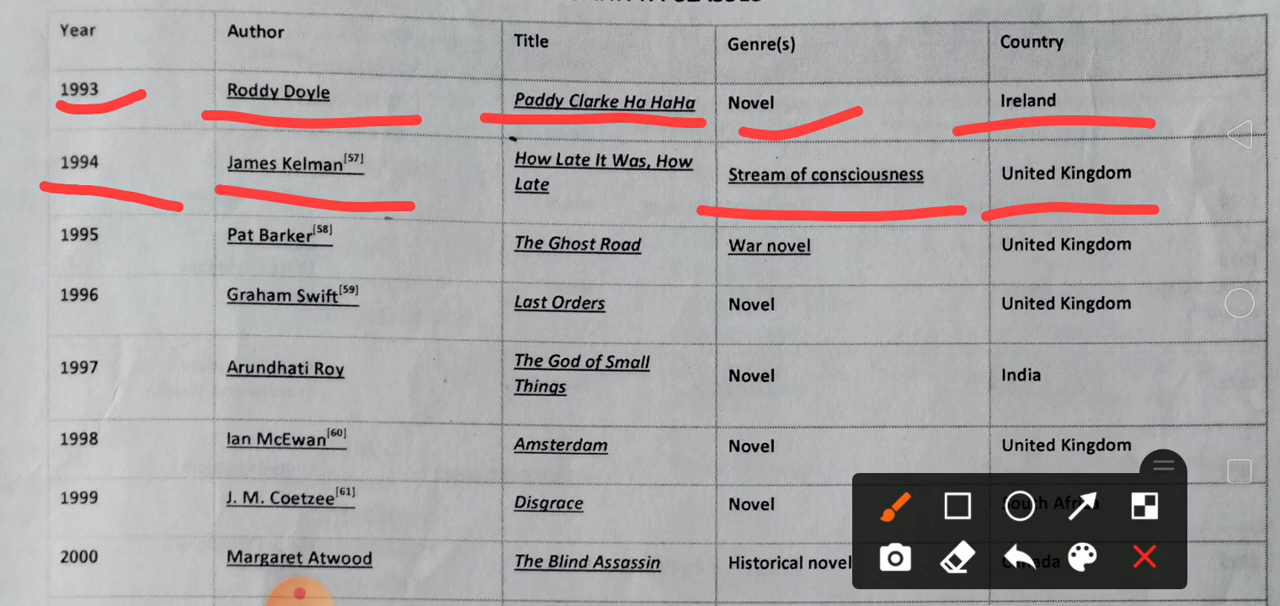 Year Author Title Genre(s) Country
1993 Roddy Doyle Paddy Clarke Ha HaHa Novel Ireland
1994 James Kelman[57] How Late It Was, How
Late Stream of consciousness United Kingdom
1995 Pat Barker[58] The Ghost Road War novel United Kingdom
1996 Graham Swift[59] Last Orders Novel United Kingdom
1997 Arundhati Roy The God of Small
Things Novel India
1998 Ian McEwan[60] Amsterdam Novel United Kingdom
1999 J. M. Coetzee[61] Disgrace Novel South Africa
2000 Margaret Atwood The Blind Assassin Historical novel Canada